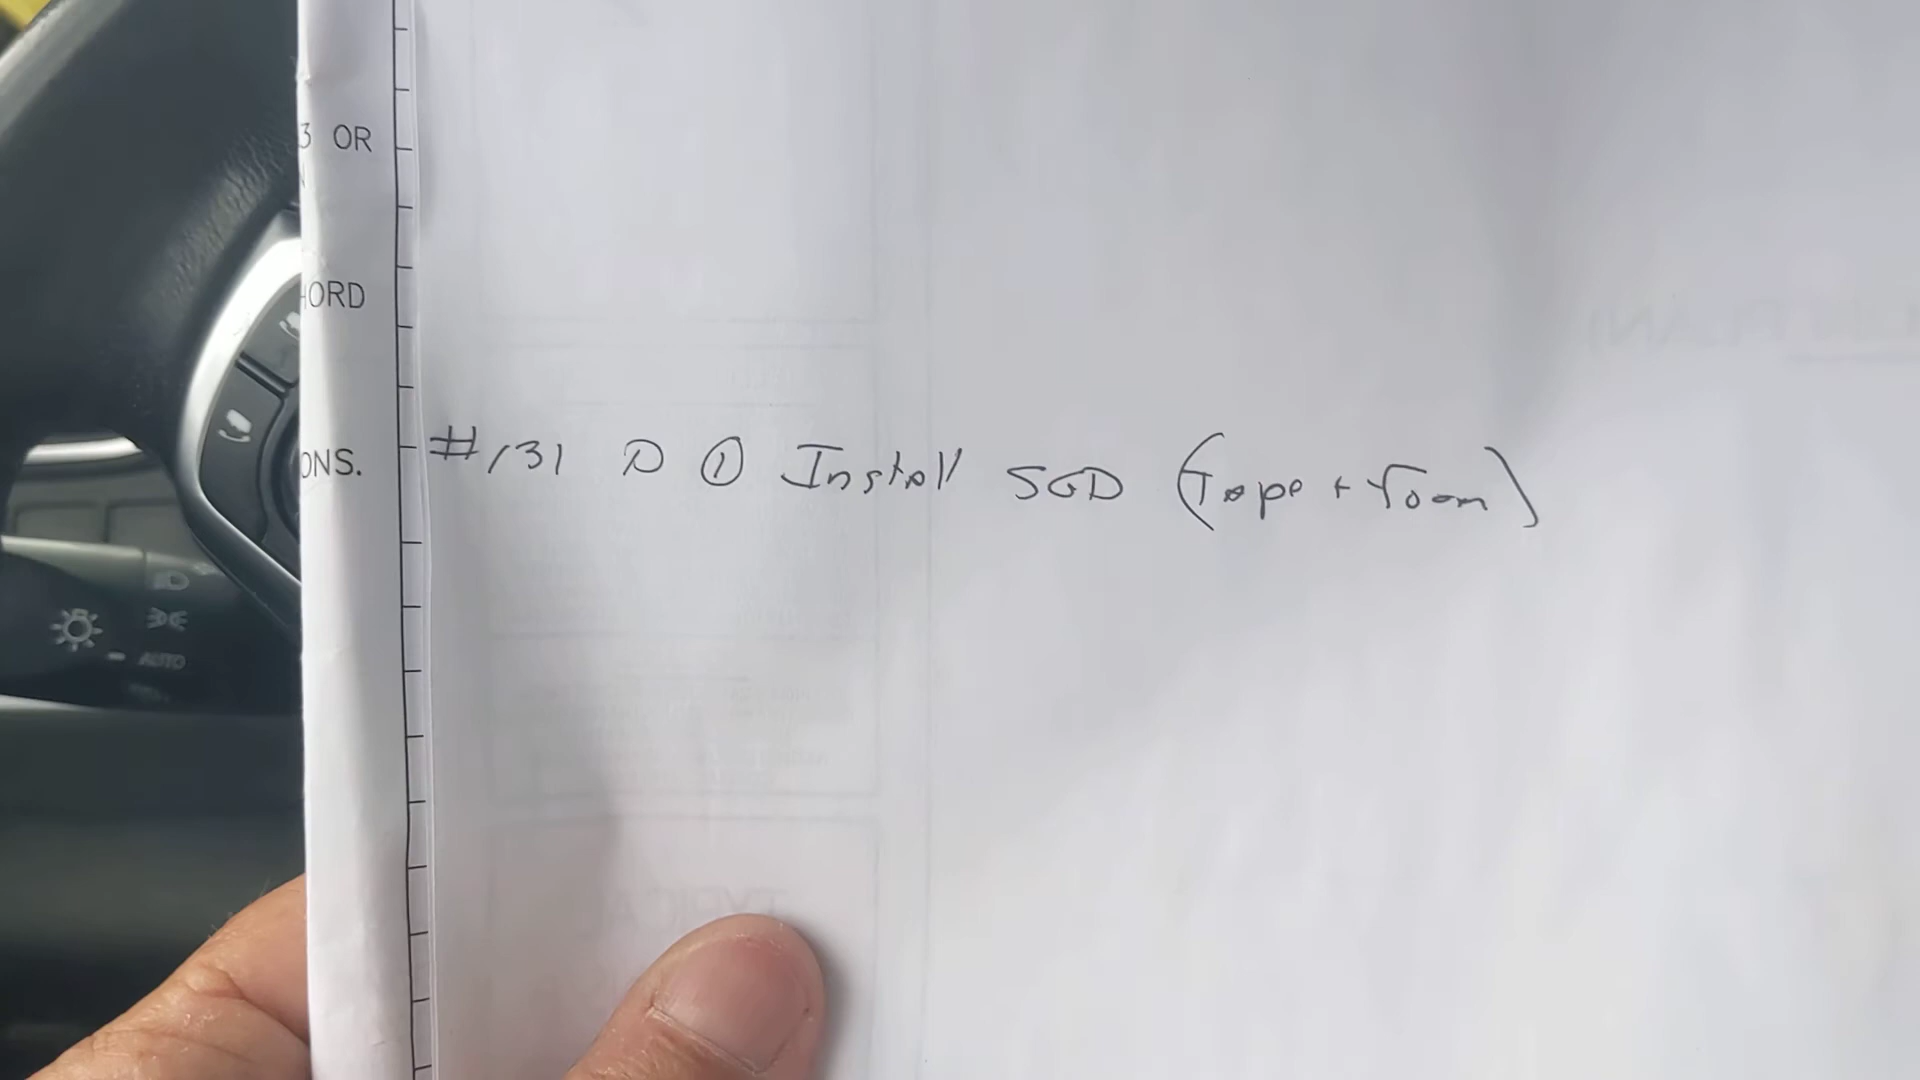 3 OR
ORD
ONS.
#131 D ① Install SGD (Tape + foam)
AUTO